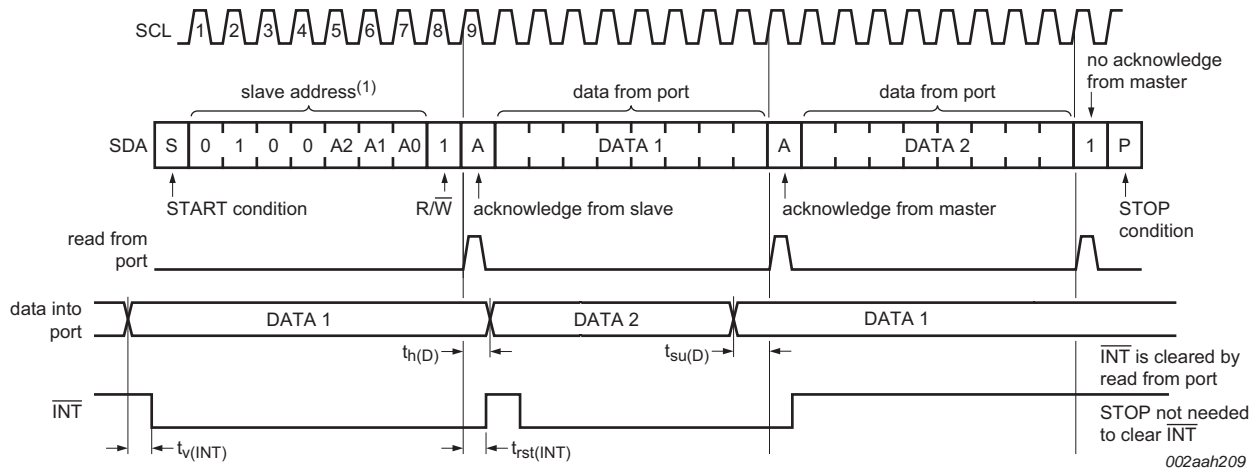 SCL 1 2 3 4 5 6 7 8 9
no acknowledge
from master
slave address(1) data from port data from port
SDA S 0 1 0 0 A2 A1 A0 1 A DATA 1 A DATA 2 1 P
START condition R/W̅ acknowledge from slave acknowledge from master STOP
condition
read from
port
data into
port
DATA 1 DATA 2 DATA 1
th(D) tsu(D)
I̅N̅T̅ is cleared by
read from port
I̅N̅T̅
STOP not needed
to clear I̅N̅T̅
tv(INT) trst(INT)
002aah209